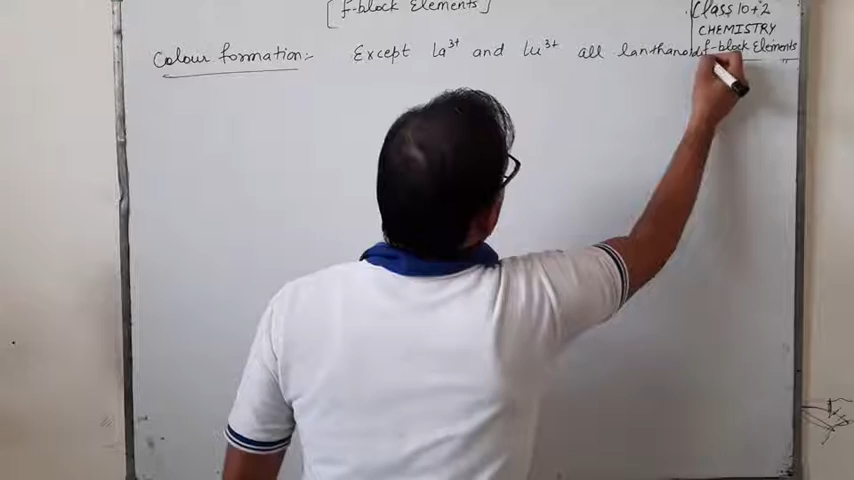 [f-block Elements]
Class 10+2
CHEMISTRY
f-block Elements
Colour formation:- Except La³⁺ and Lu³⁺ all lanthanoid